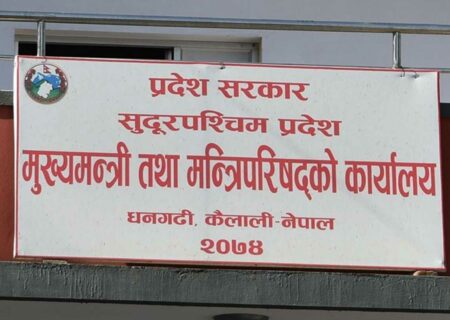 प्रदेश सरकार
सुदूरपश्चिम प्रदेश
मुख्यमन्त्री तथा मन्त्रिपरिषद्को कार्यालय
धनगढी, कैलाली-नेपाल
२०७४